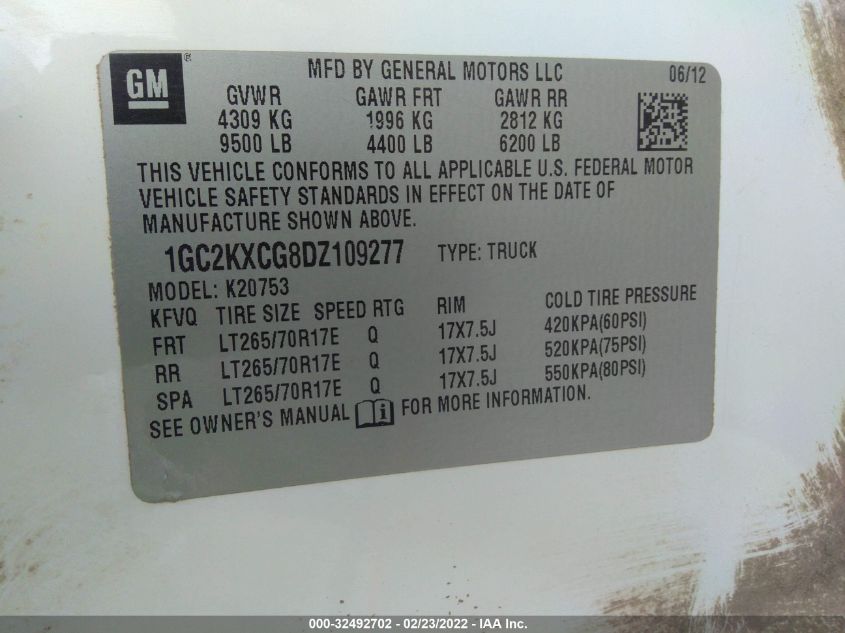 GM ® MFD BY GENERAL MOTORS LLC 06/12
GVWR GAWR FRT GAWR RR
4309 KG 1996 KG 2812 KG
9500 LB 4400 LB 6200 LB
THIS VEHICLE CONFORMS TO ALL APPLICABLE U.S. FEDERAL MOTOR
VEHICLE SAFETY STANDARDS IN EFFECT ON THE DATE OF
MANUFACTURE SHOWN ABOVE.
1GC2KXCG8DZ109277 TYPE: TRUCK
MODEL: K20753
KFVQ TIRE SIZE SPEED RTG RIM COLD TIRE PRESSURE
FRT LT265/70R17E Q 17X7.5J 420KPA(60PSI)
RR LT265/70R17E Q 17X7.5J 520KPA(75PSI)
SPA LT265/70R17E Q 17X7.5J 550KPA(80PSI)
SEE OWNER'S MANUAL i FOR MORE INFORMATION.
000-32492702 - 02/23/2022 - IAA Inc.